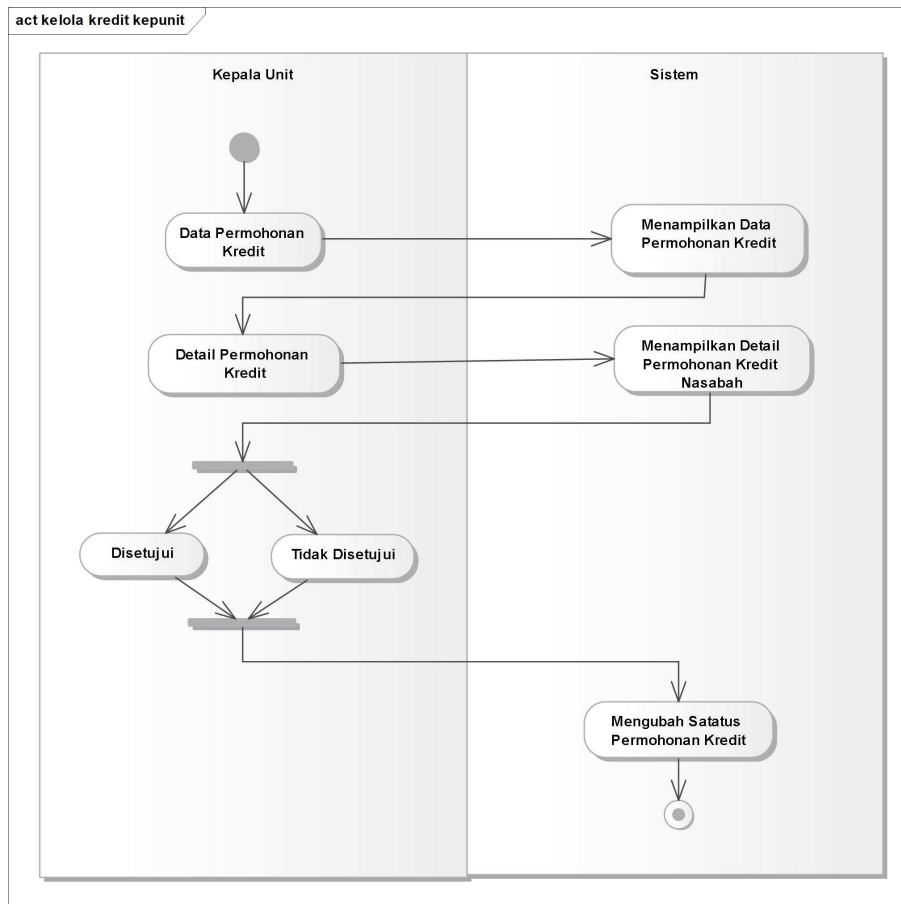 act kelola kredit kepunit
Kepala Unit
Sistem
Data Permohonan
Kredit
Menampilkan Data
Permohonan Kredit
Detail Permohonan
Kredit
Menampilkan Detail
Permohonan Kredit
Nasabah
Disetujui
Tidak Disetujui
Mengubah Satatus
Permohonan Kredit